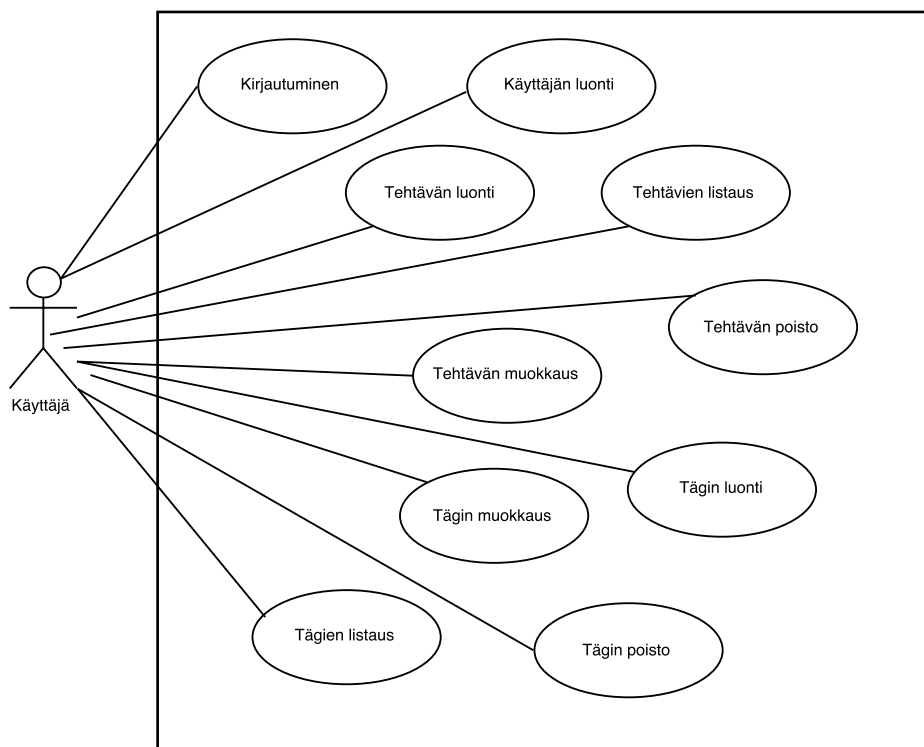 Kirjautuminen
Käyttäjän luonti
Tehtävän luonti
Tehtävien listaus
Tehtävän poisto
Tehtävän muokkaus
Käyttäjä
Tägin luonti
Tägin muokkaus
Tägien listaus
Tägin poisto